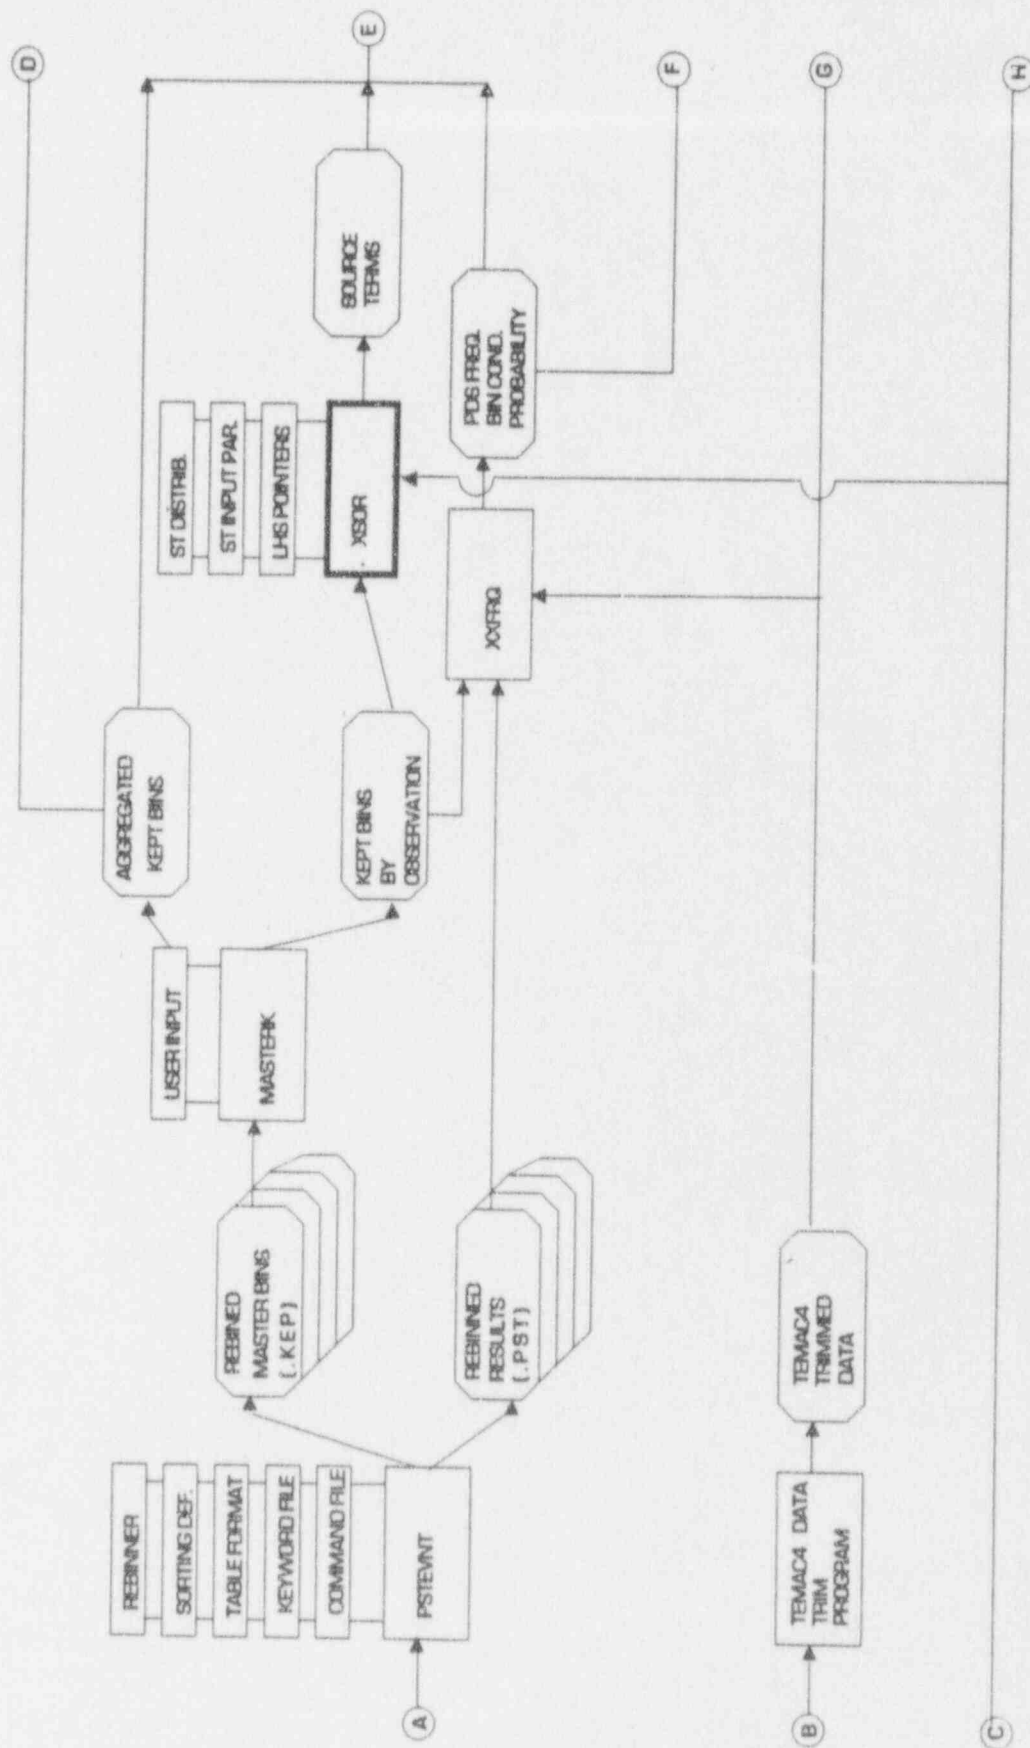 A
REBINNER
SORTING DEF.
TABLE FORMAT
KEYWORD FILE
COMMAND FILE
PSTEVNT
REBINED
MASTER BINS
(.KEP)
REBINNED
RESULTS
(.PST)
USER INPUT
MASTERK
AGGREGATED
KEPT BINS
KEPT BINS
BY
OBSERVATION
ST DISTRIB.
ST INPUT PAR.
LHS POINTERS
XSOR
XXFRQ
SOURCE
TERMS
PDS FREQ.
BIN COND.
PROBABILITY
D
E
F
B
TEMAC4 DATA
TRIM
PROGRAM
TEMAC4
TRIMMED
DATA
G
C
H